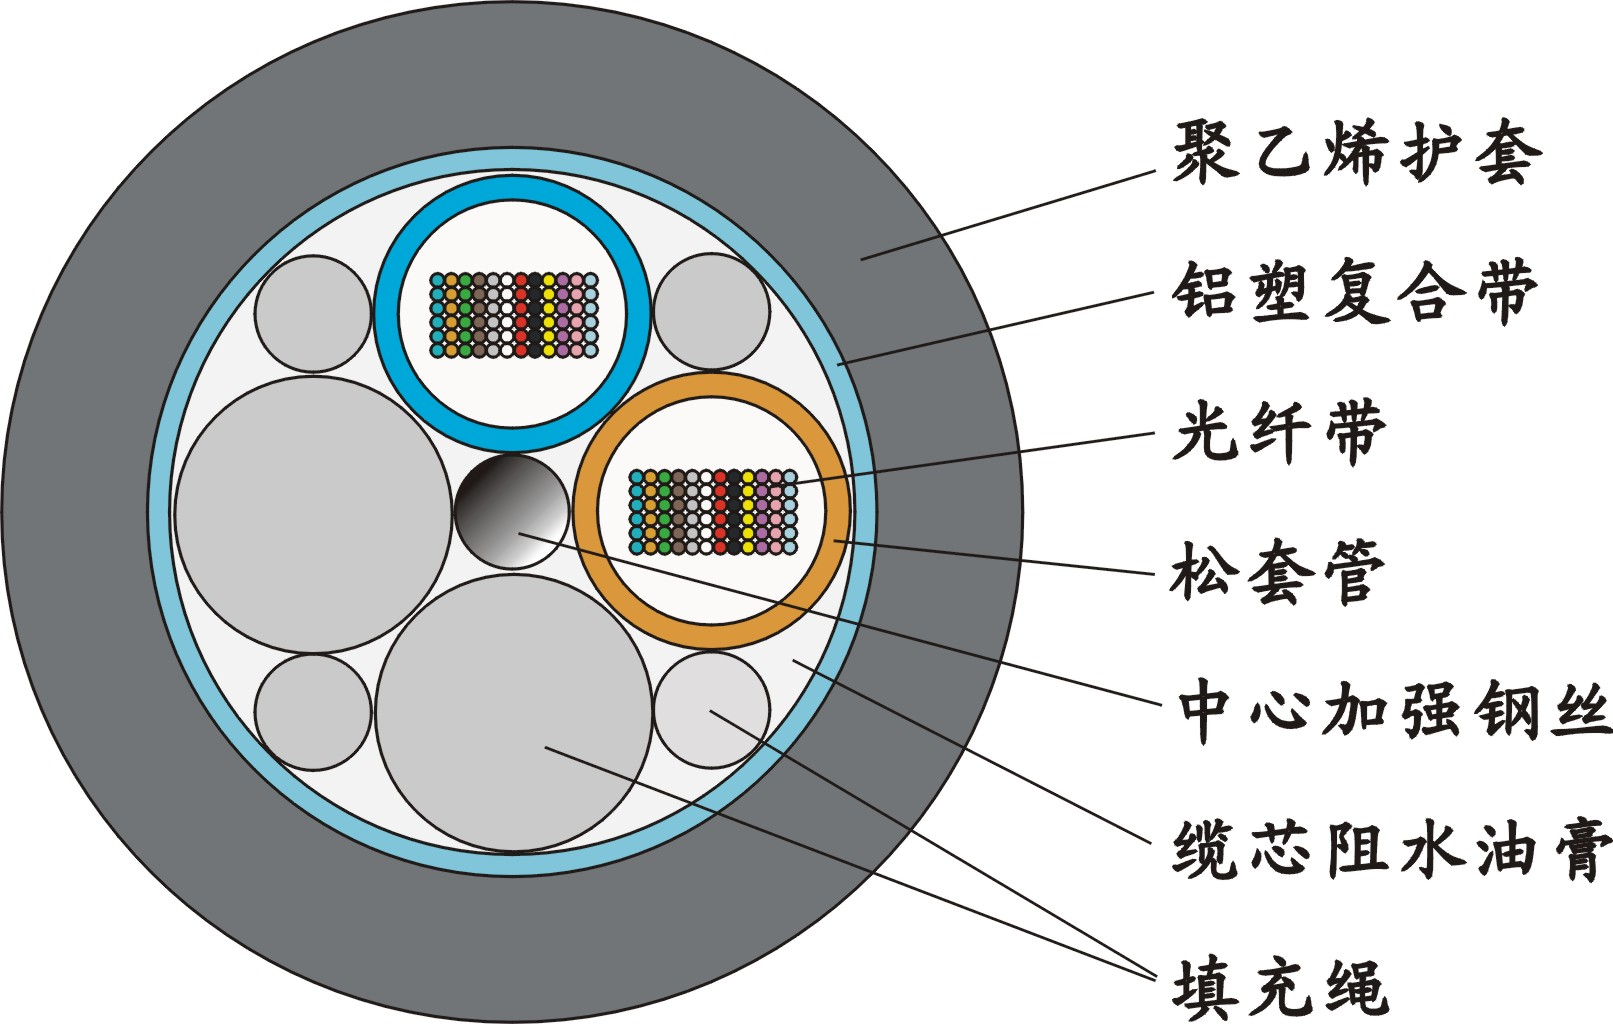 聚乙烯护套
铝塑复合带
光纤带
松套管
中心加强钢丝
缆芯阻水油膏
填充绳